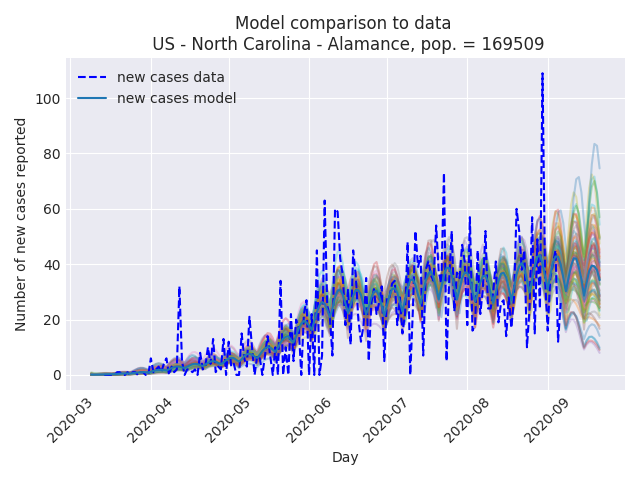 Model comparison to data
US - North Carolina - Alamance, pop. = 169509
new cases data
new cases model
Number of new cases reported
100
80
60
40
20
0
2020-03
2020-04
2020-05
2020-06
2020-07
2020-08
2020-09
Day